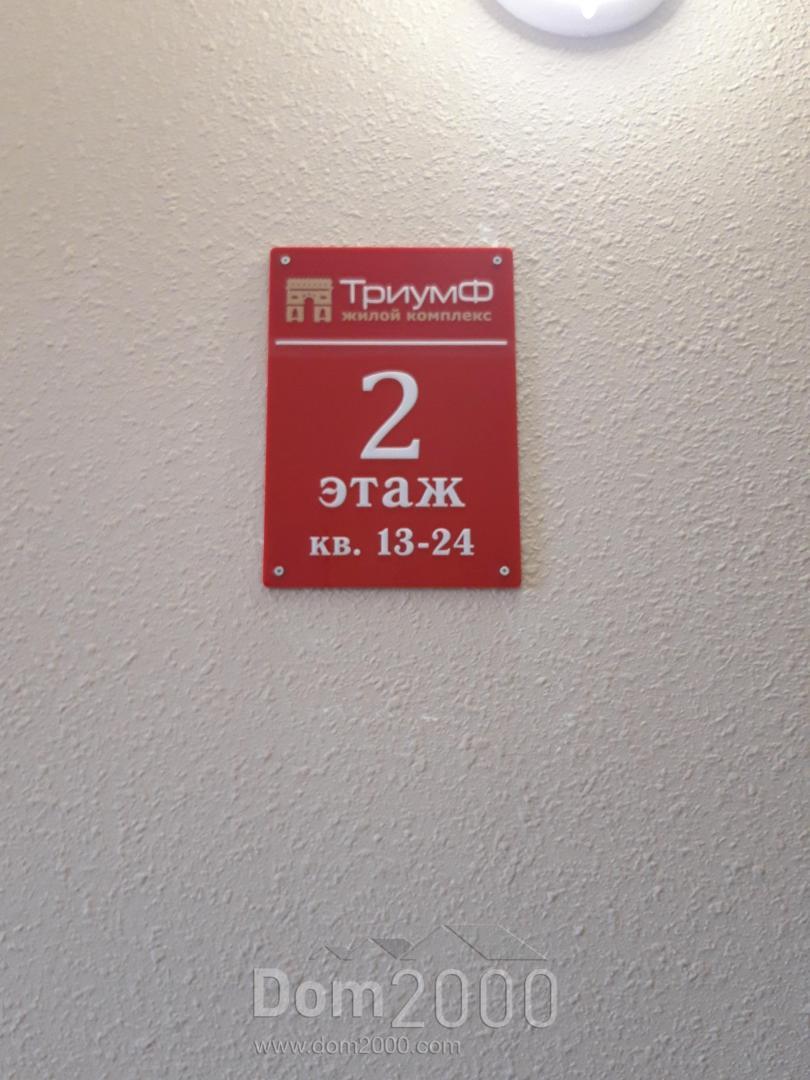 ТриумФ
жилой комплекс
2
этаж
кв. 13-24
Dom2000
www.dom2000.com